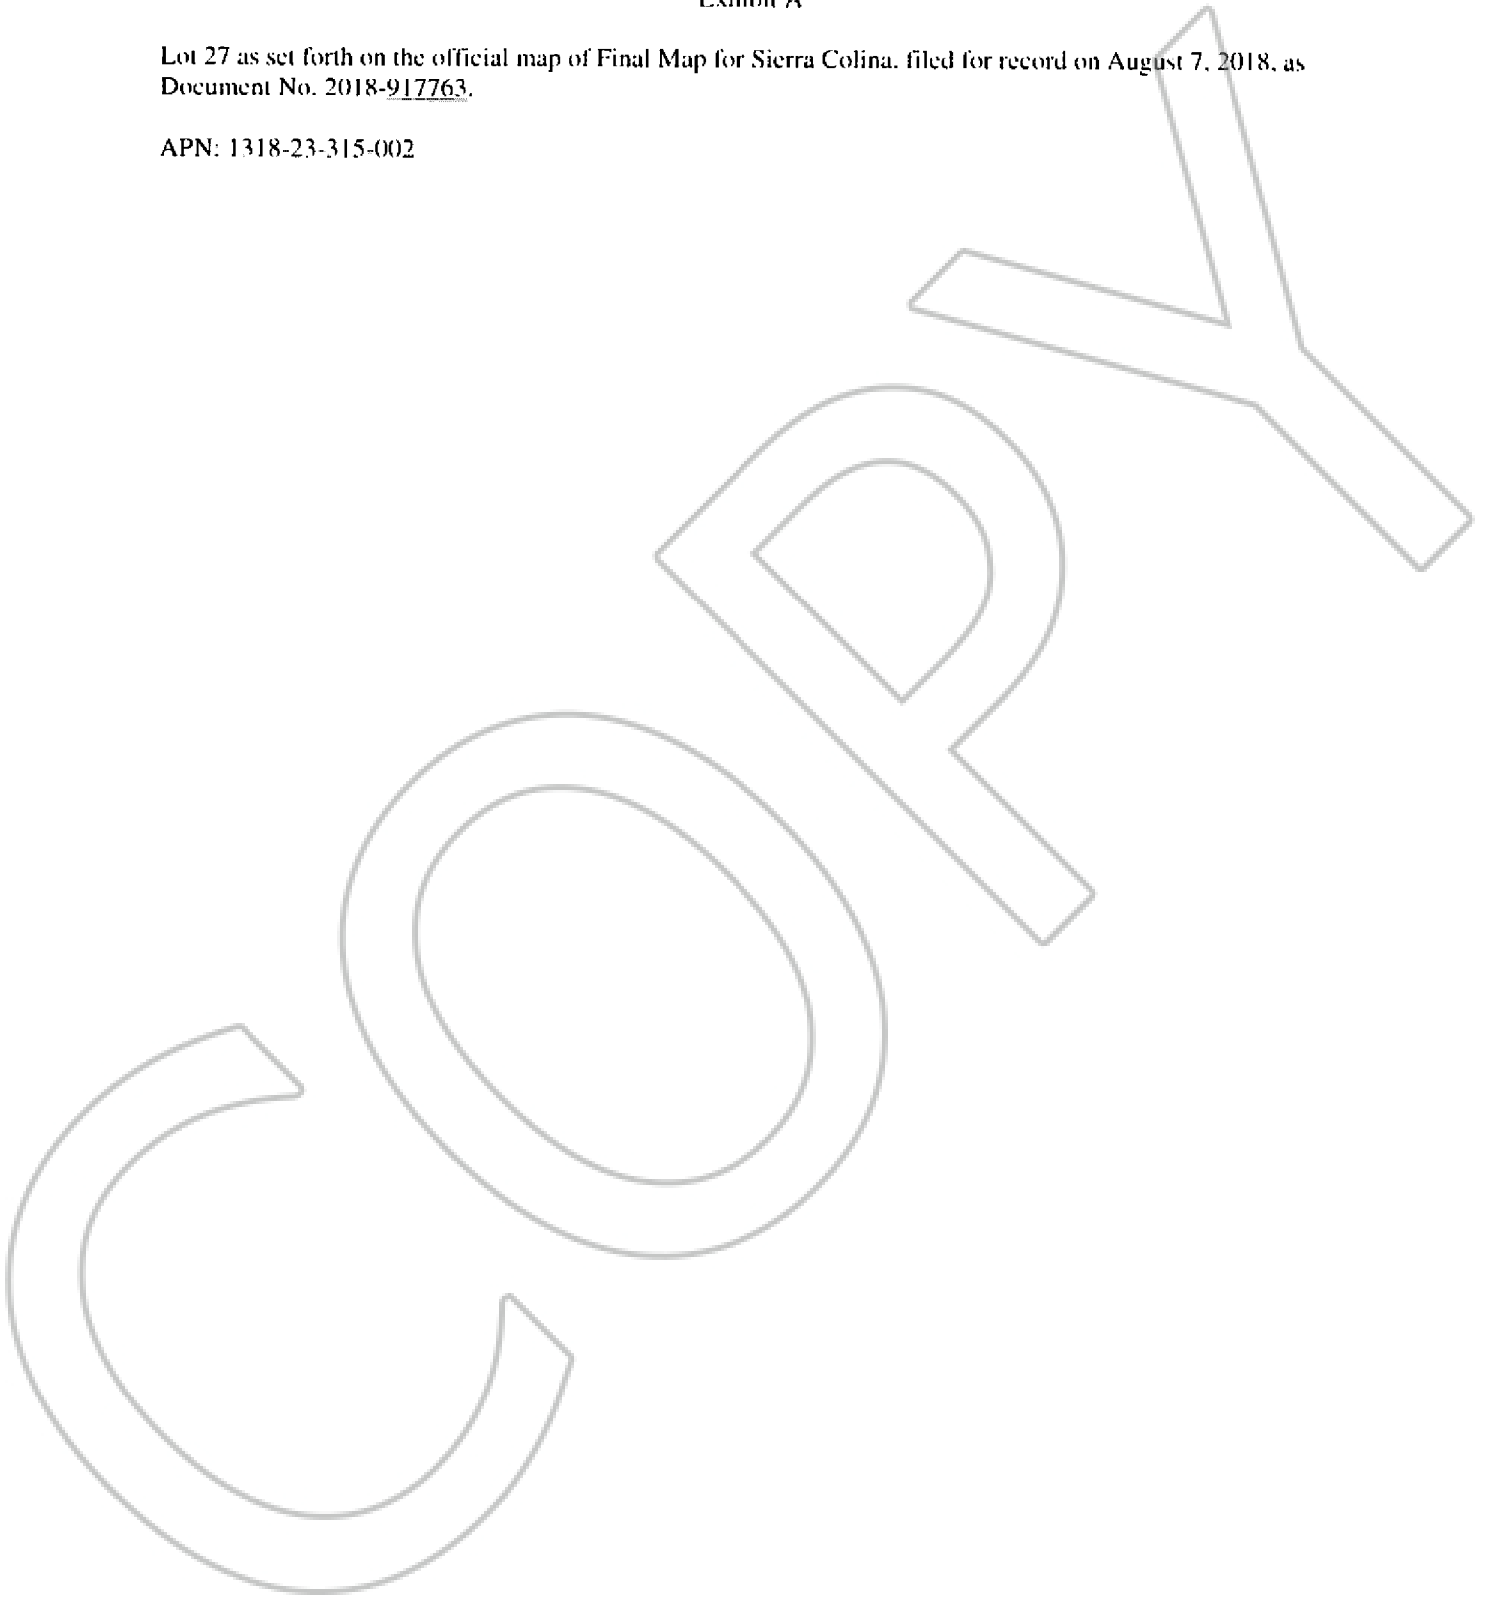 Exhibit A
Lot 27 as set forth on the official map of Final Map for Sierra Colina, filed for record on August 7, 2018, as
Document No. 2018-917763.
APN: 1318-23-315-002
COPY